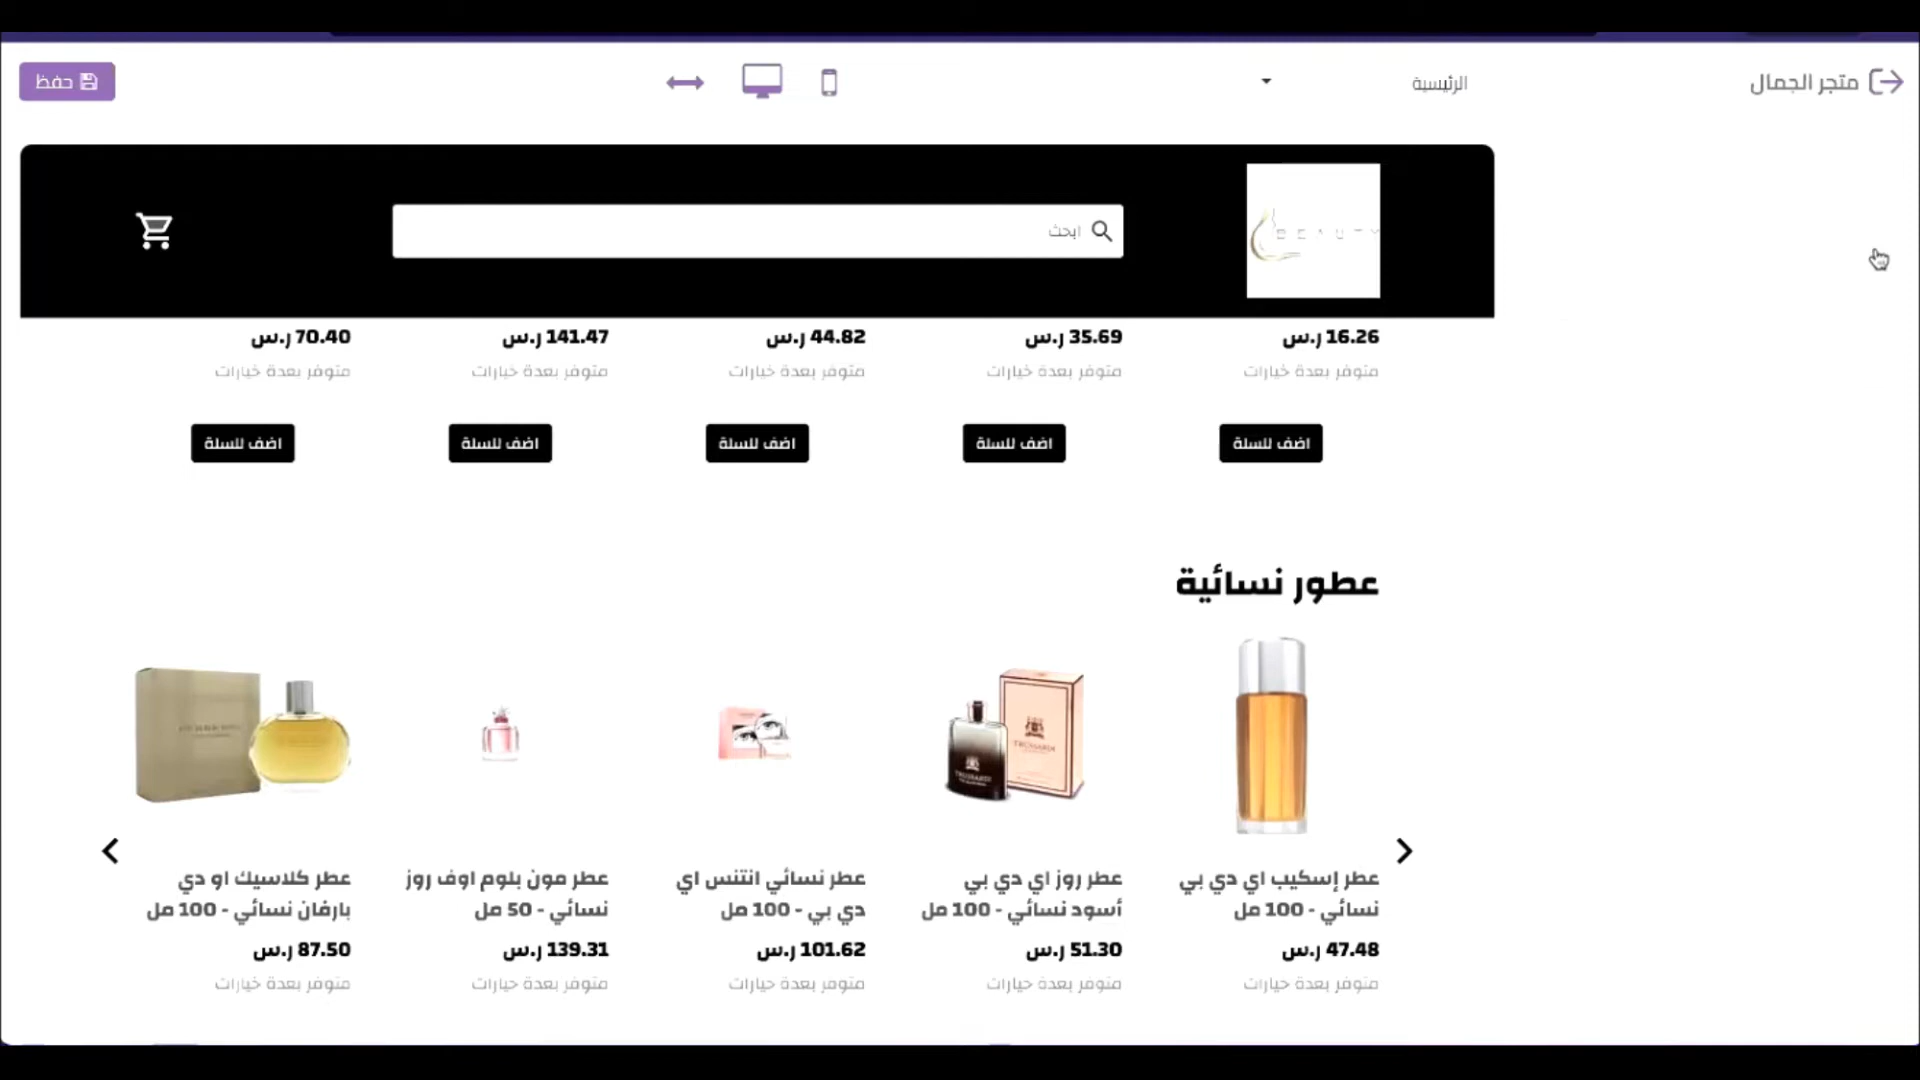 متجر الجمال
الرئيسية
حفظ
BEAUTY
ابحث
16.26 ر.س
35.69 ر.س
44.82 ر.س
141.47 ر.س
70.40 ر.س
متوفر بعدة خيارات
متوفر بعدة خيارات
متوفر بعدة خيارات
متوفر بعدة خيارات
متوفر بعدة خيارات
اضف للسلة
اضف للسلة
اضف للسلة
اضف للسلة
اضف للسلة
عطور نسائية
TRUSSARDI
TRUSSARDI
عطر إسكيب اي دي بي
نسائي - 100 مل
47.48 ر.س
متوفر بعدة خيارات
عطر روز اي دي بي
أسود نسائي - 100 مل
51.30 ر.س
متوفر بعدة خيارات
عطر نسائي انتنس اي
دي بي - 100 مل
101.62 ر.س
متوفر بعدة خيارات
عطر مون بلوم اوف روز
نسائي - 50 مل
139.31 ر.س
متوفر بعدة خيارات
عطر كلاسيك او دي
بارفان نسائي - 100 مل
87.50 ر.س
متوفر بعدة خيارات